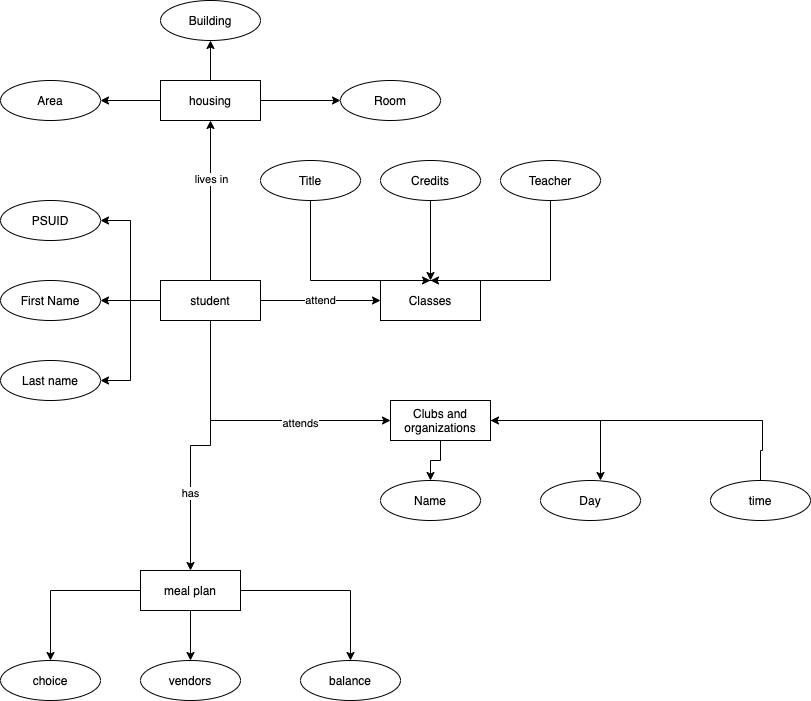 Building
Area
housing
Room
lives in
Title
Credits
Teacher
PSUID
First Name
student
attend
Classes
Last name
Clubs and
organizations
attends
has
Name
Day
time
meal plan
choice
vendors
balance